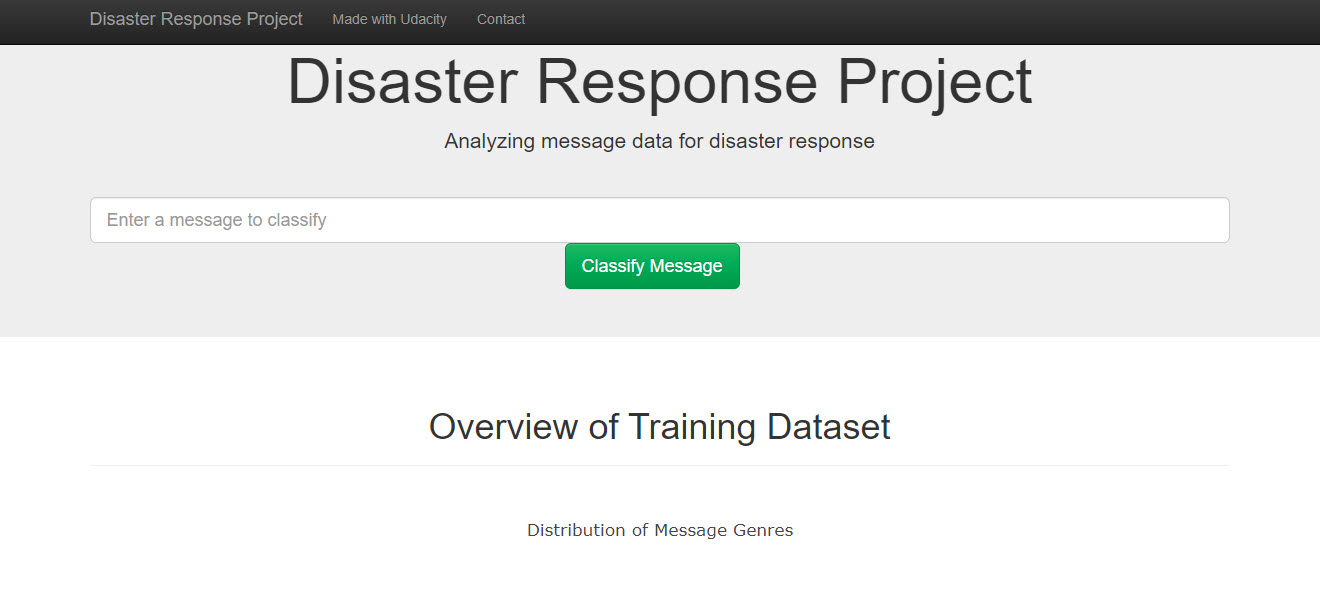 Disaster Response Project Made with Udacity Contact
Disaster Response Project
Analyzing message data for disaster response
Enter a message to classify
Classify Message
Overview of Training Dataset
Distribution of Message Genres